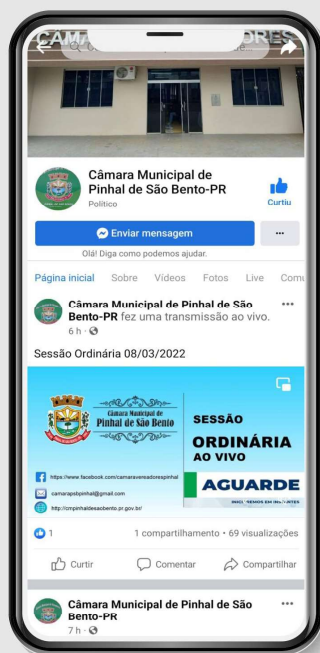 Câmara Municipal de
Pinhal de São Bento-PR
Político
Curtiu
Enviar mensagem
Olá! Diga como podemos ajudar.
Página inicial Sobre Vídeos Fotos Live
Câmara Municipal de Pinhal de São
Bento-PR fez uma transmissão ao vivo.
6 h
Sessão Ordinária 08/03/2022
Câmara Municipal de
Pinhal de São Bento
SESSÃO
ORDINÁRIA
AO VIVO
AGUARDE
https://www.facebook.com/camaravereadorespinhal
camarapsbpinhal@gmail.com
http://cmpinhaldesaobento.pr.gov.br/
1
1 compartilhamento • 69 visualizações
Curtir Comentar Compartilhar
Câmara Municipal de Pinhal de São
Bento-PR
7 h